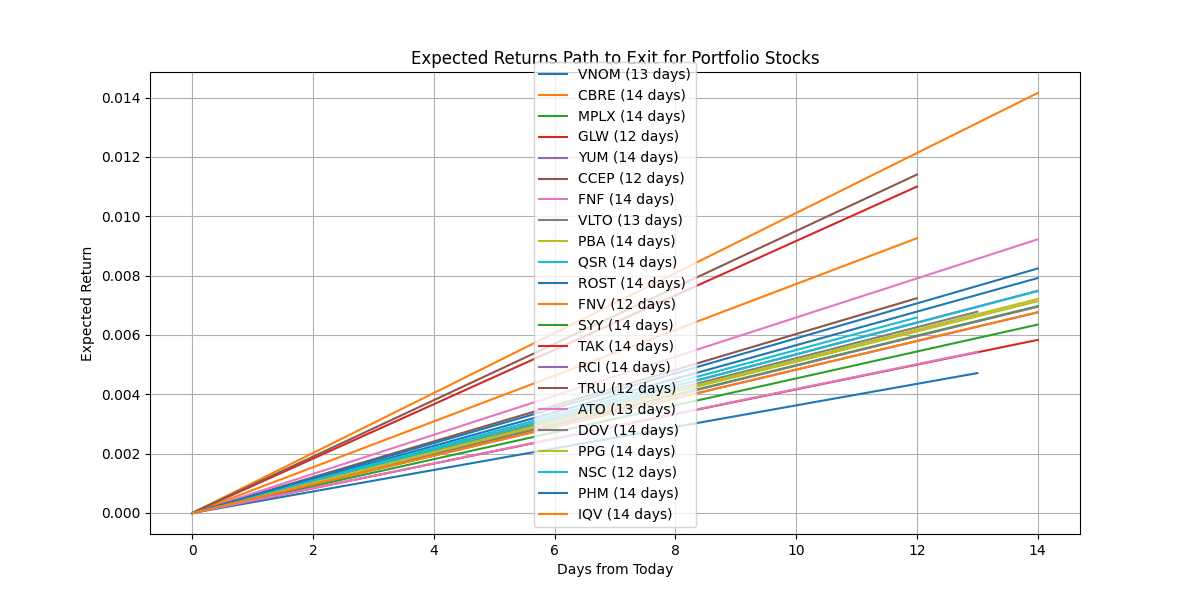 Expected Returns Path to Exit for Portfolio Stocks
VNOM (13 days)
CBRE (14 days)
MPLX (14 days)
GLW (12 days)
YUM (14 days)
CCEP (12 days)
FNF (14 days)
VLTO (13 days)
PBA (14 days)
QSR (14 days)
ROST (14 days)
FNV (12 days)
SYY (14 days)
TAK (14 days)
RCI (14 days)
TRU (12 days)
ATO (13 days)
DOV (14 days)
PPG (14 days)
NSC (12 days)
PHM (14 days)
IQV (14 days)
Expected Return
0.014
0.012
0.010
0.008
0.006
0.004
0.002
0.000
0 2 4 6 8 10 12 14
Days from Today